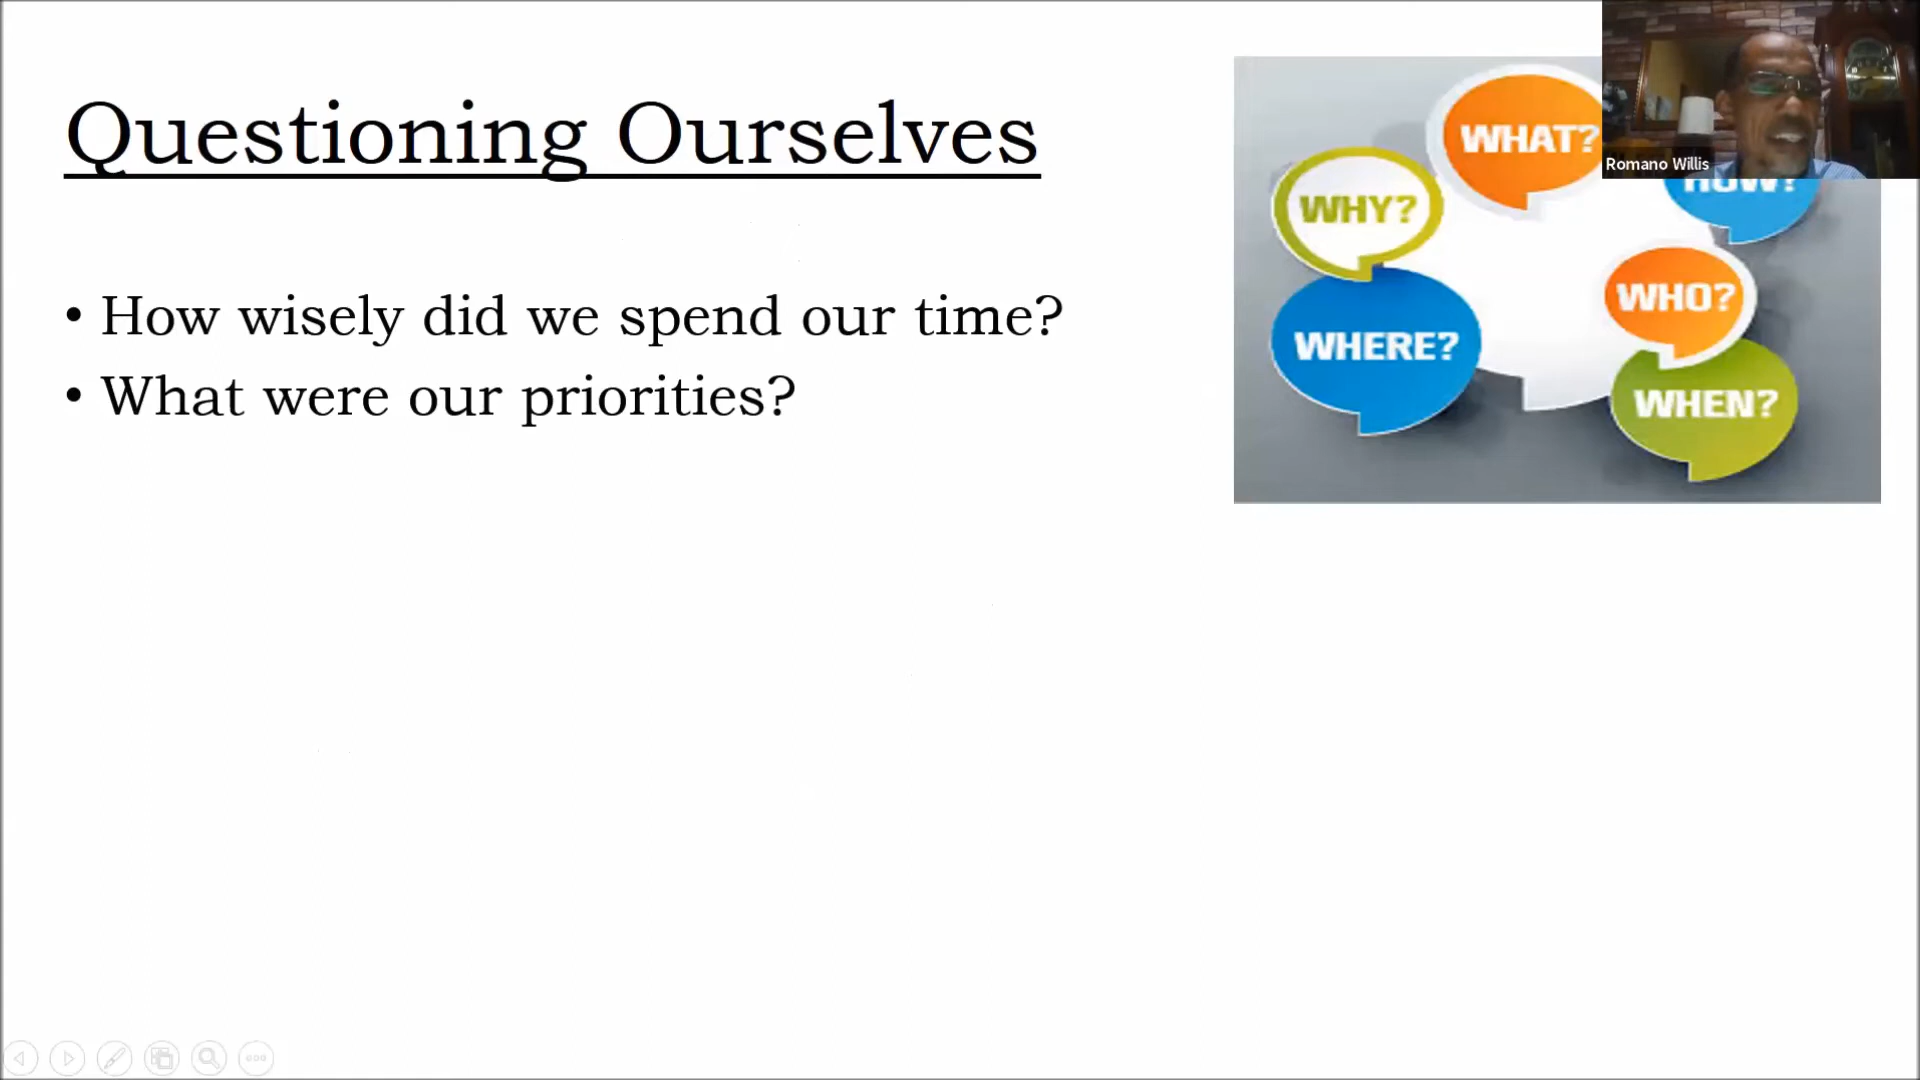 Questioning Ourselves
• How wisely did we spend our time?
• What were our priorities?
WHAT?
WHY?
HOW?
WHO?
WHERE?
WHEN?
Romano Willis